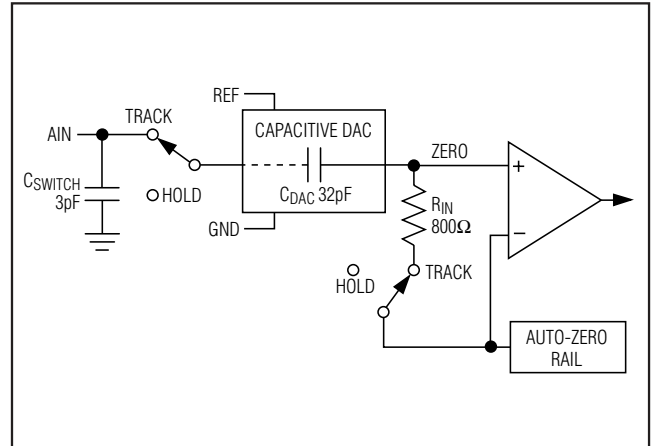 REF
TRACK
CAPACITIVE DAC
AIN
ZERO
+
CSWITCH
3pF
HOLD
CDAC 32pF
RIN
800Ω
GND
−
HOLD
TRACK
AUTO-ZERO
RAIL